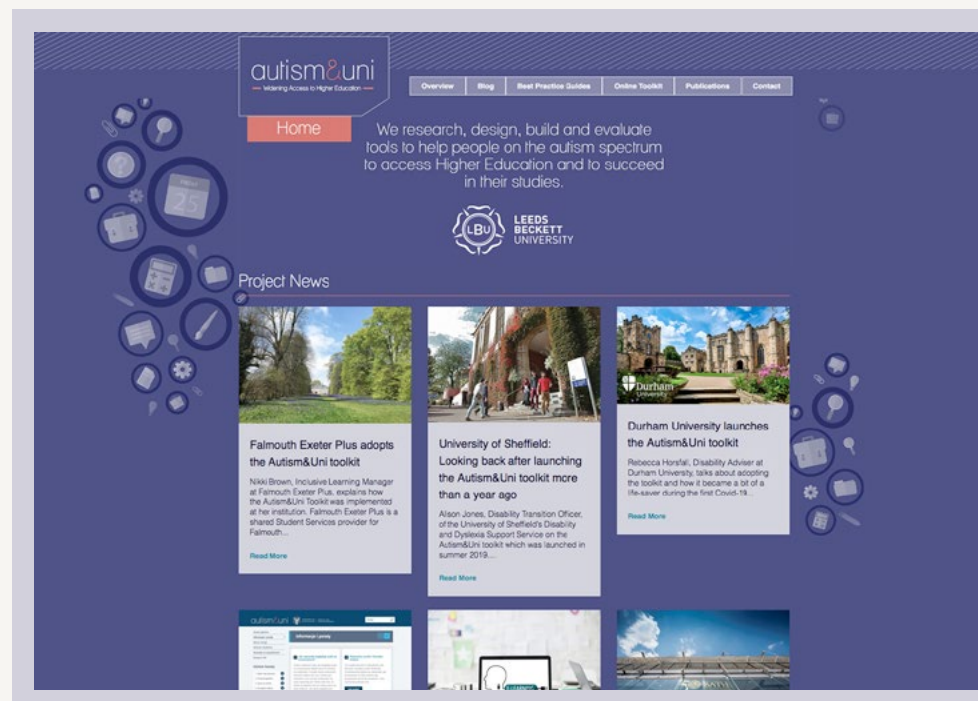 autism&uni
Widening Access to Higher Education
Overview
Blog
Best Practice Guides
Online Toolkit
Publications
Contact
Home
We research, design, build and evaluate
tools to help people on the autism spectrum
to access Higher Education and to succeed
in their studies.
LBU
LEEDS
BECKETT
UNIVERSITY
FRIDAY
25
Project News
Durham
University
Falmouth Exeter Plus adopts
the Autism&Uni toolkit
Nikki Brown, Inclusive Learning Manager
at Falmouth Exeter Plus, explains how
the Autism&Uni Toolkit was implemented
at her institution. Falmouth Exeter Plus is a
shared Student Services provider for
Falmouth...
Read More
University of Sheffield:
Looking back after launching
the Autism&Uni toolkit more
than a year ago
Alison Jones, Disability Transition Officer,
of the University of Sheffield's Disability
and Dyslexia Support Service on the
Autism&Uni toolkit which was launched in
summer 2019....
Read More
Durham University launches
the Autism&Uni toolkit
Rebecca Horsfall, Disability Adviser at
Durham University, talks about adopting
the toolkit and how it became a bit of a
life-saver during the first Covid-19...
Read More
autism&uni
Informacje i porady